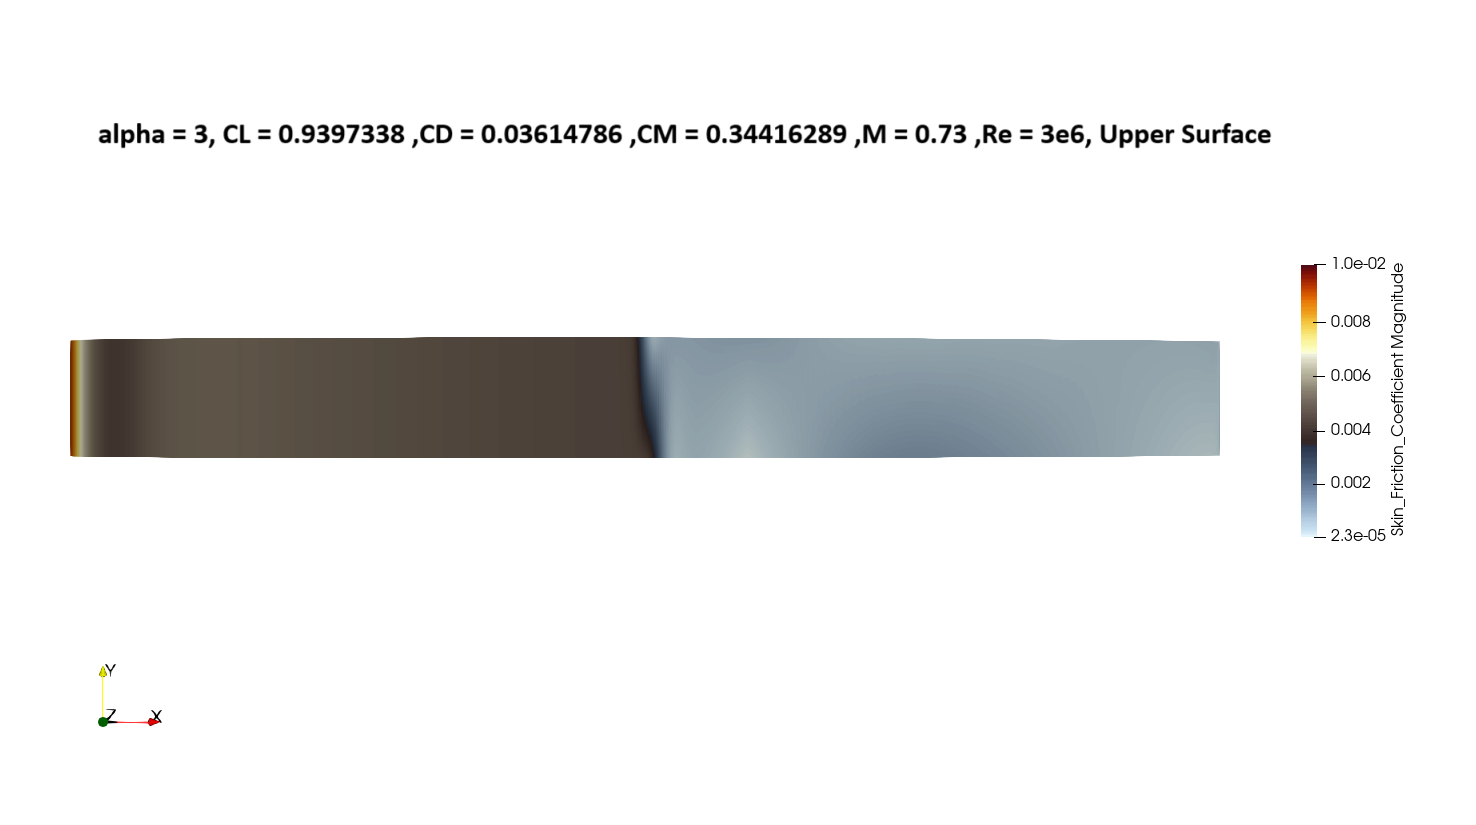 alpha = 3, CL = 0.9397338 ,CD = 0.03614786 ,CM = 0.34416289 ,M = 0.73 ,Re = 3e6, Upper Surface
1.0e-02
0.008
0.006
0.004
0.002
2.3e-05
Skin_Friction_Coefficient Magnitude
Y
Z
X